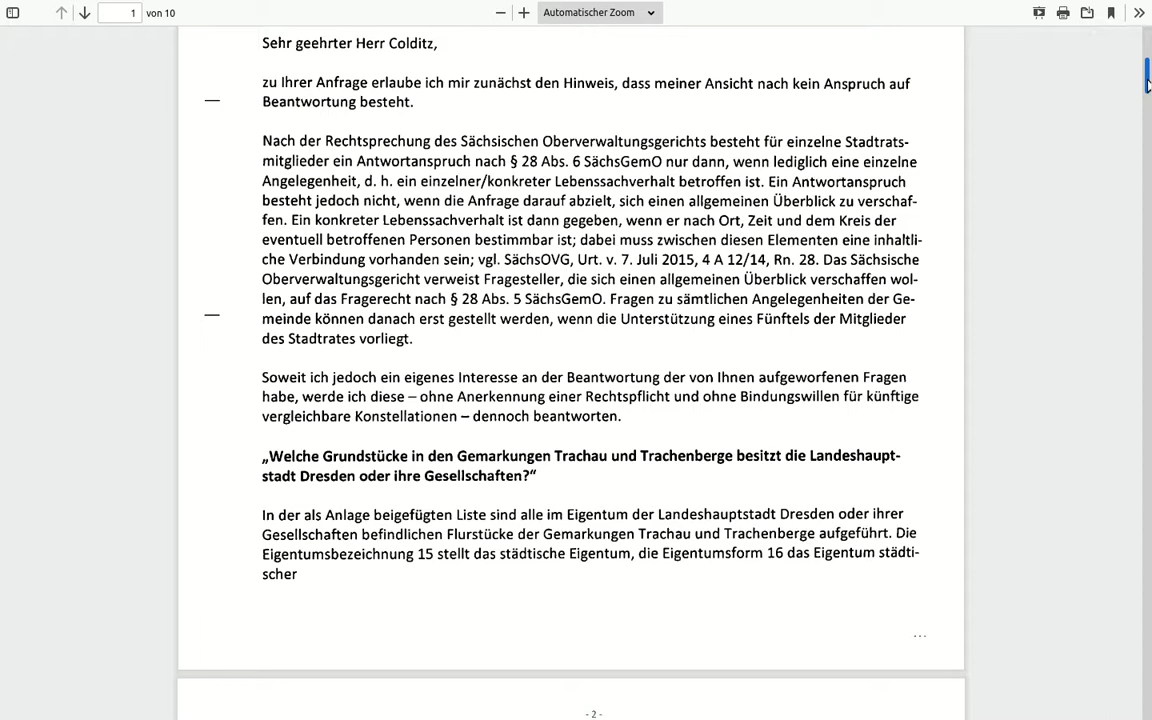 1 von 10 Automatischer Zoom
Sehr geehrter Herr Colditz,
zu Ihrer Anfrage erlaube ich mir zunächst den Hinweis, dass meiner Ansicht nach kein Anspruch auf
Beantwortung besteht.
Nach der Rechtsprechung des Sächsischen Oberverwaltungsgerichts besteht für einzelne Stadtrats-
mitglieder ein Antwortanspruch nach § 28 Abs. 6 SächsGemO nur dann, wenn lediglich eine einzelne
Angelegenheit, d. h. ein einzelner/konkreter Lebenssachverhalt betroffen ist. Ein Antwortanspruch
besteht jedoch nicht, wenn die Anfrage darauf abzielt, sich einen allgemeinen Überblick zu verschaf-
fen. Ein konkreter Lebenssachverhalt ist dann gegeben, wenn er nach Ort, Zeit und dem Kreis der
eventuell betroffenen Personen bestimmbar ist; dabei muss zwischen diesen Elementen eine inhaltli-
che Verbindung vorhanden sein; vgl. SächsOVG, Urt. v. 7. Juli 2015, 4 A 12/14, Rn. 28. Das Sächsische
Oberverwaltungsgericht verweist Fragesteller, die sich einen allgemeinen Überblick verschaffen wol-
len, auf das Fragerecht nach § 28 Abs. 5 SächsGemO. Fragen zu sämtlichen Angelegenheiten der Ge-
meinde können danach erst gestellt werden, wenn die Unterstützung eines Fünftels der Mitglieder
des Stadtrates vorliegt.
Soweit ich jedoch ein eigenes Interesse an der Beantwortung der von Ihnen aufgeworfenen Fragen
habe, werde ich diese – ohne Anerkennung einer Rechtspflicht und ohne Bindungswillen für künftige
vergleichbare Konstellationen – dennoch beantworten.
„Welche Grundstücke in den Gemarkungen Trachau und Trachenberge besitzt die Landeshaupt-
stadt Dresden oder ihre Gesellschaften?“
In der als Anlage beigefügten Liste sind alle im Eigentum der Landeshauptstadt Dresden oder ihrer
Gesellschaften befindlichen Flurstücke der Gemarkungen Trachau und Trachenberge aufgeführt. Die
Eigentumsbezeichnung 15 stellt das städtische Eigentum, die Eigentumsform 16 das Eigentum städti-
scher
...
- 2 -